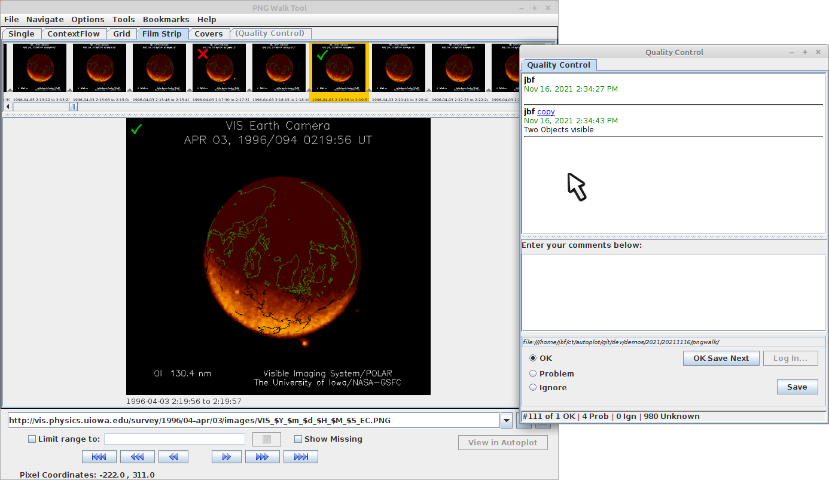 PNG Walk Tool
File Navigate Options Tools Bookmarks Help
Single ContextFlow Grid Film Strip Covers (Quality Control)
VIS Earth Camera
APR 03, 1996/094 0219:56 UT
OI 130.4 nm
Visible Imaging System/POLAR
The University of Iowa/NASA-GSFC
1996-04-03 2:19:56 to 2:19:57
http://vis.physics.uiowa.edu/survey/1996/04-apr/03/images/VIS_$Y_$m_$d_$H_$M_$S_EC.PNG
Limit range to:
Show Missing
View in Autoplot
Pixel Coordinates: -222.0 , 311.0
Quality Control
Quality Control
jbf
Nov 16, 2021 2:34:27 PM
jbf copy
Nov 16, 2021 2:34:43 PM
Two Objects visible
Enter your comments below:
file:///home/jbf/ct/autoplot/git/dev/demos/2021/20211116/pngwalk/
OK
OK Save Next
Log In...
Problem
Ignore
Save
#111 of 1 OK | 4 Prob | 0 Ign | 980 Unknown